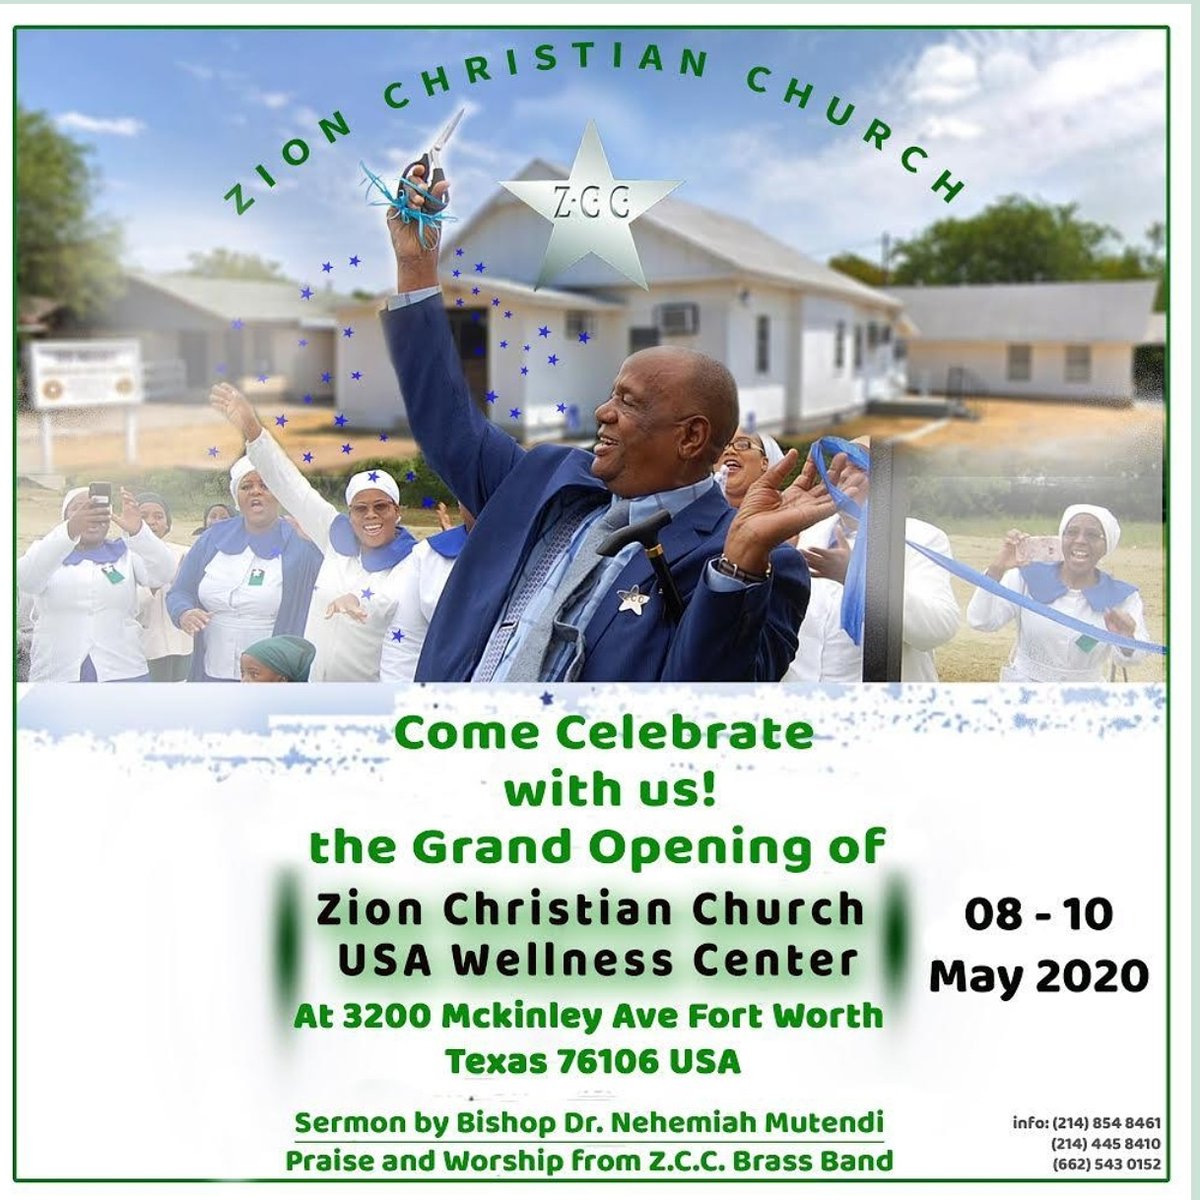 ZION CHRISTIAN CHURCH
Z.C.C.
Come Celebrate
with us!
the Grand Opening of
Zion Christian Church
USA Wellness Center
08 - 10
May 2020
At 3200 Mckinley Ave Fort Worth
Texas 76106 USA
Sermon by Bishop Dr. Nehemiah Mutendi
Praise and Worship from Z.C.C. Brass Band
info: (214) 854 8461
(214) 445 8410
(662) 543 0152